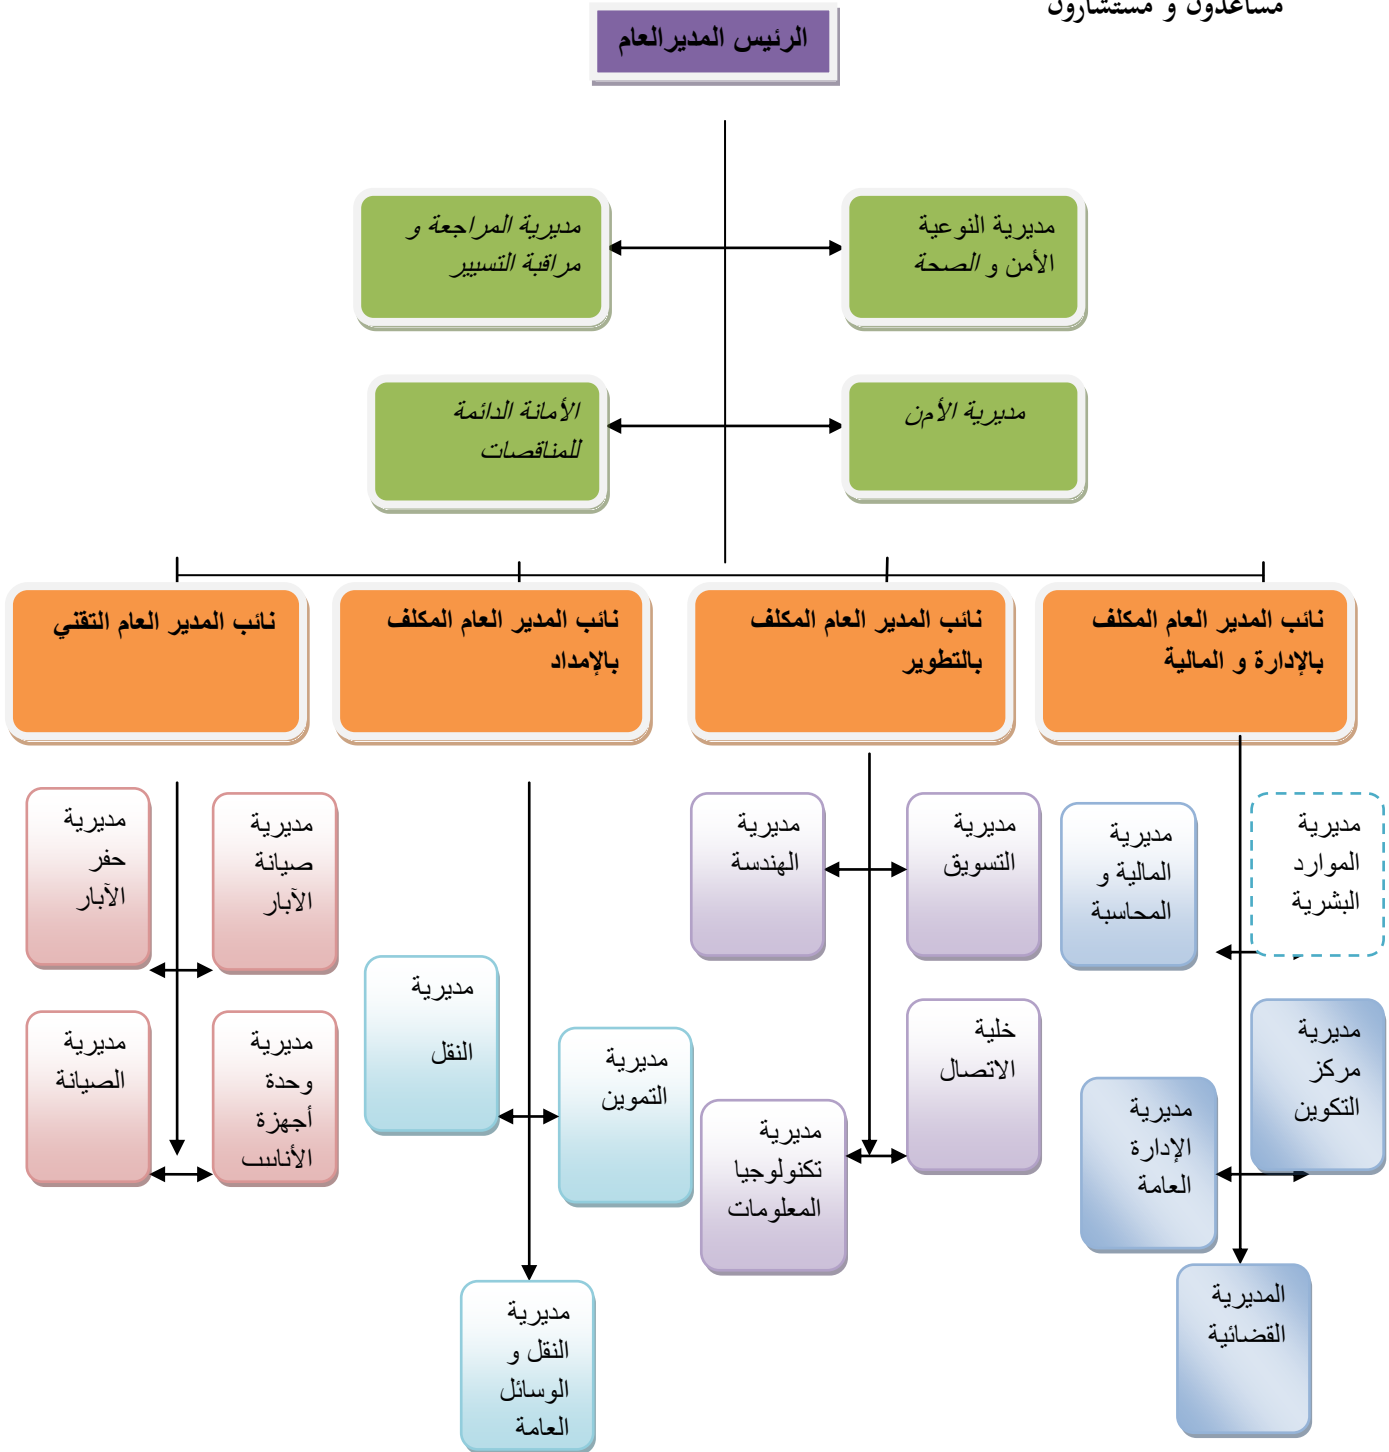 مساعدون و مستشارون
الرئيس المديرالعام
مديرية النوعية
الأمن و الصحة
مديرية المراجعة و
مراقبة التسيير
مديرية الأمن
الأمانة الدائمة
للمناقصات
نائب المدير العام المكلف
بالإدارة و المالية
نائب المدير العام المكلف
بالتطوير
نائب المدير العام المكلف
بالإمداد
نائب المدير العام التقني
مديرية
الموارد
البشرية
مديرية
المالية و
المحاسبة
مديرية
التسويق
مديرية
الهندسة
مديرية
صيانة
الآبار
مديرية
حفر
الآبار
مديرية
النقل
مديرية
مركز
التكوين
مديرية
الإدارة
العامة
خلية
الاتصال
مديرية
تكنولوجيا
المعلومات
مديرية
التموين
مديرية
وحدة
أجهزة
الأنابيب
مديرية
الصيانة
المديرية
القضائية
مديرية
النقل و
الوسائل
العامة